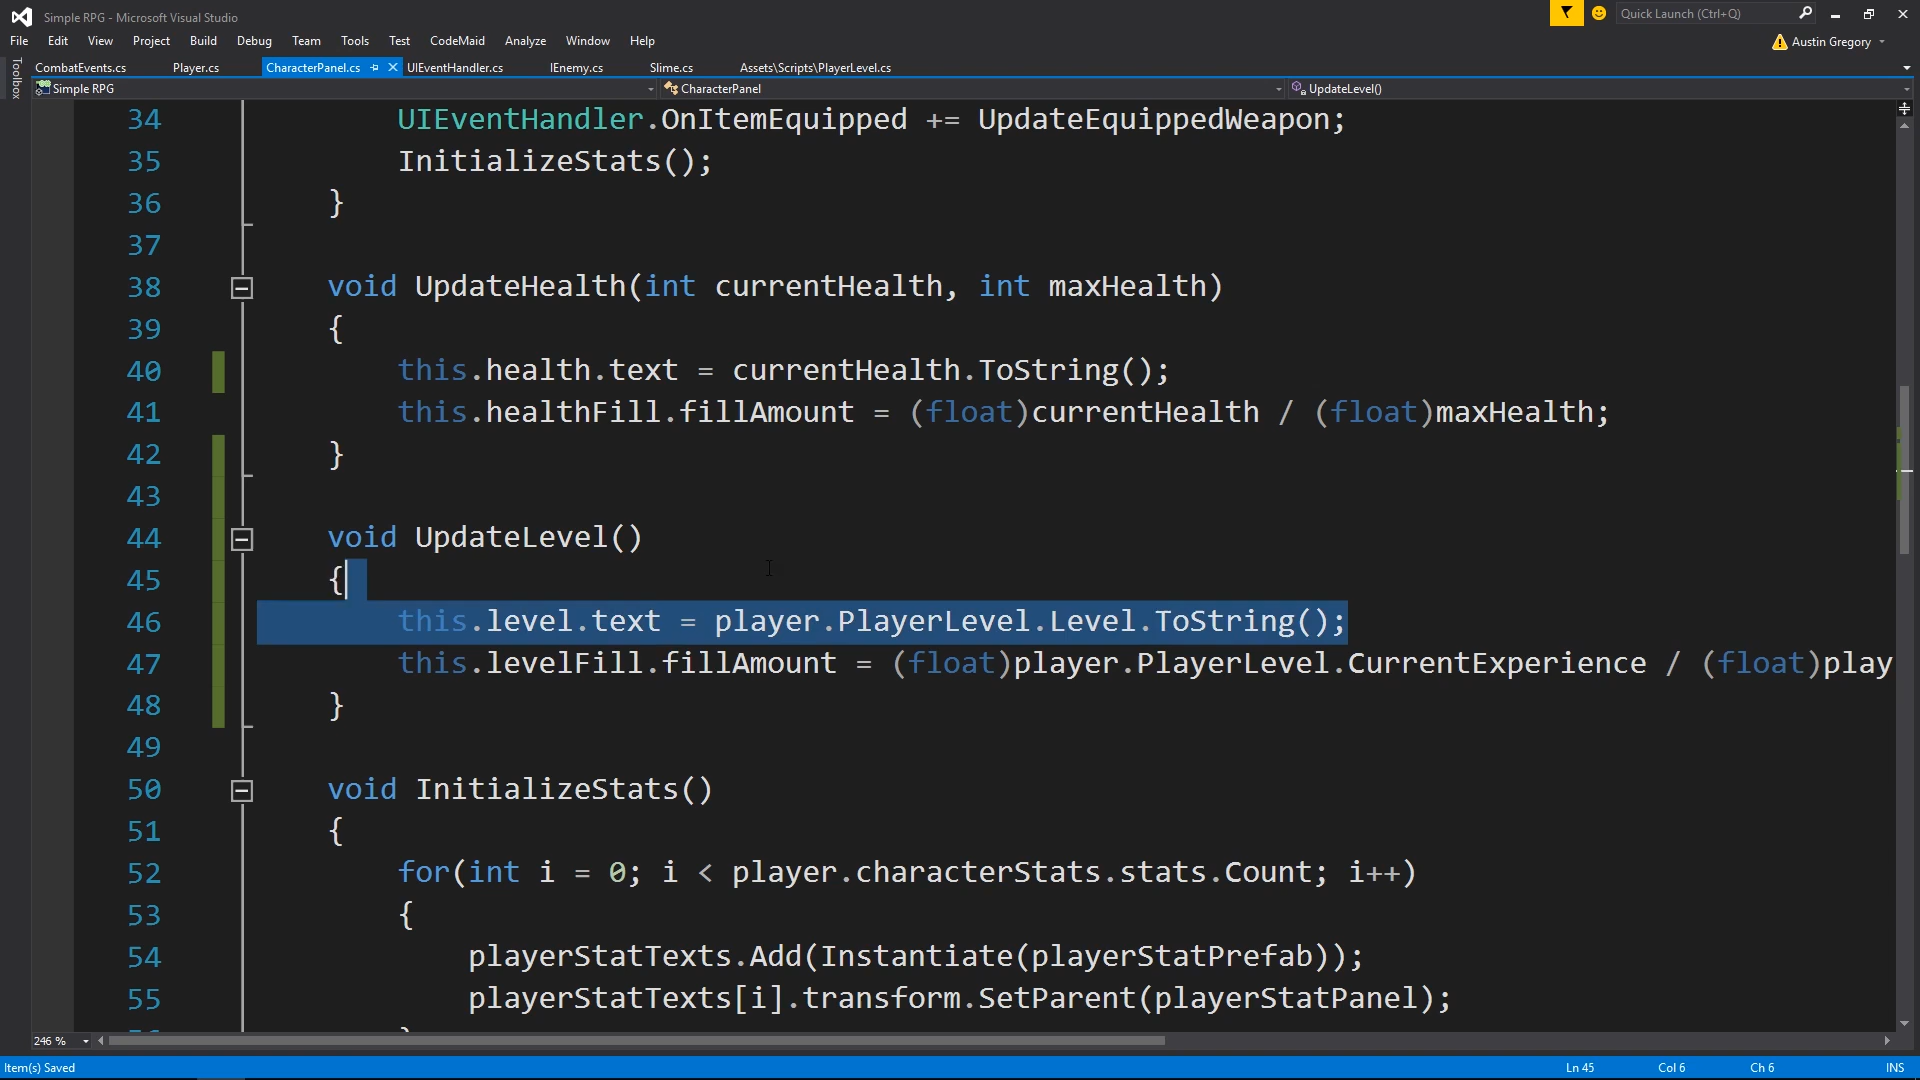 Simple RPG - Microsoft Visual Studio
Quick Launch (Ctrl+Q)
File Edit View Project Build Debug Team Tools Test CodeMaid Analyze Window Help
Austin Gregory
Toolbox
CombatEvents.cs Player.cs CharacterPanel.cs UIEventHandler.cs IEnemy.cs Slime.cs Assets\Scripts\PlayerLevel.cs
Simple RPG CharacterPanel UpdateLevel()
34 UIEventHandler.OnItemEquipped += UpdateEquippedWeapon;
35 InitializeStats();
36 }
37
38 void UpdateHealth(int currentHealth, int maxHealth)
39 {
40 this.health.text = currentHealth.ToString();
41 this.healthFill.fillAmount = (float)currentHealth / (float)maxHealth;
42 }
43
44 void UpdateLevel()
45 {
46 this.level.text = player.PlayerLevel.Level.ToString();
47 this.levelFill.fillAmount = (float)player.PlayerLevel.CurrentExperience / (float)play
48 }
49
50 void InitializeStats()
51 {
52 for(int i = 0; i < player.characterStats.stats.Count; i++)
53 {
54 playerStatTexts.Add(Instantiate(playerStatPrefab));
55 playerStatTexts[i].transform.SetParent(playerStatPanel);
246 %
Item(s) Saved Ln 45 Col 6 Ch 6 INS